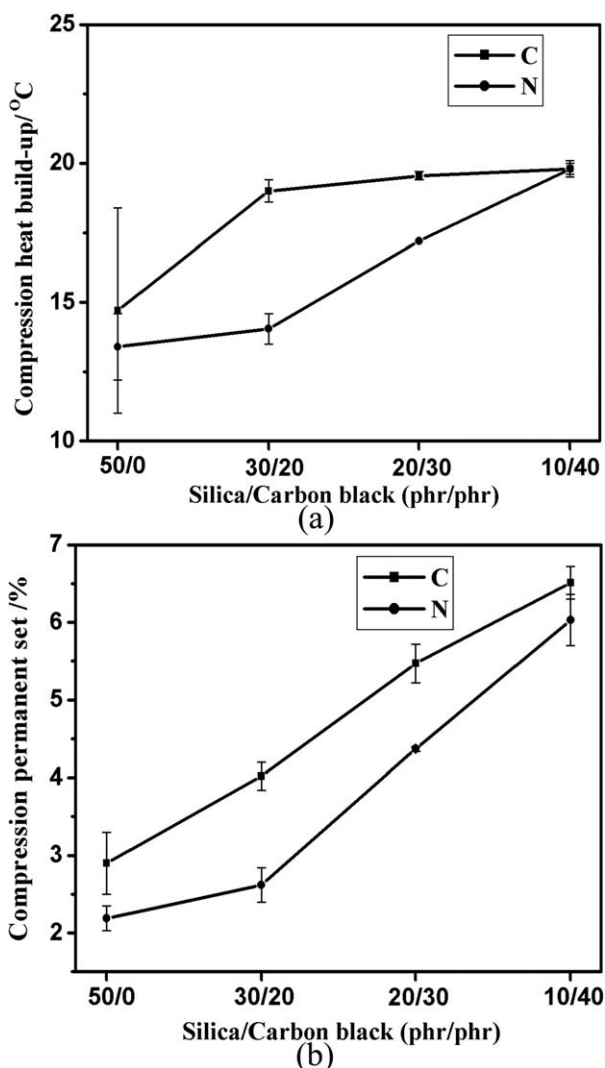 25
20
15
10
Compression heat build-up/ °C
C
N
50/0 30/20 20/30 10/40
Silica/Carbon black (phr/phr)
(a)
7
6
5
4
3
2
Compression permanent set /%
C
N
50/0 30/20 20/30 10/40
Silica/Carbon black (phr/phr)
(b)